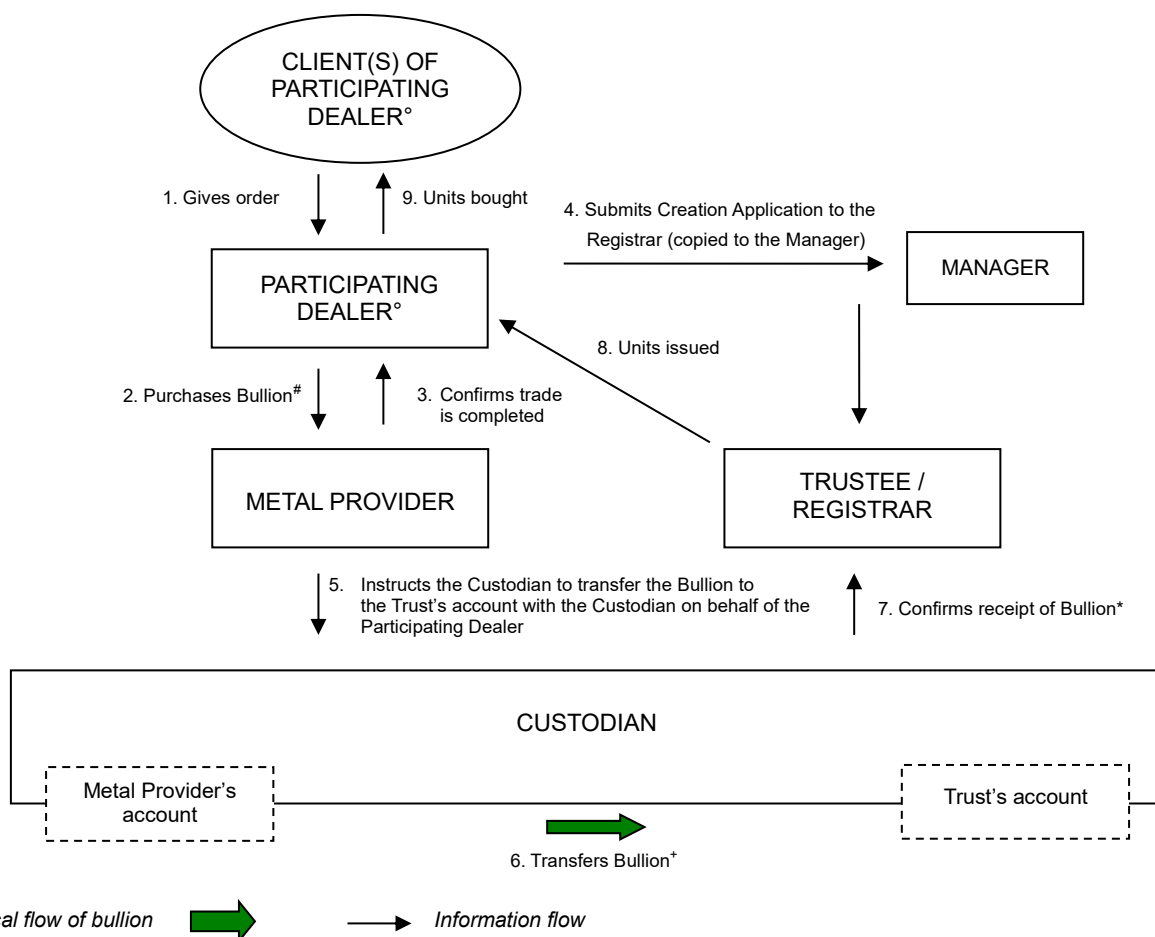 CLIENT(S) OF
PARTICIPATING
DEALER°
1. Gives order
9. Units bought
4. Submits Creation Application to the
Registrar (copied to the Manager)
MANAGER
PARTICIPATING
DEALER°
8. Units issued
2. Purchases Bullion#
3. Confirms trade
is completed
METAL PROVIDER
TRUSTEE /
REGISTRAR
5. Instructs the Custodian to transfer the Bullion to
the Trust's account with the Custodian on behalf of the
Participating Dealer
7. Confirms receipt of Bullion*
CUSTODIAN
Metal Provider's
account
Trust's account
6. Transfers Bullion+
flow of bullion
Information flow